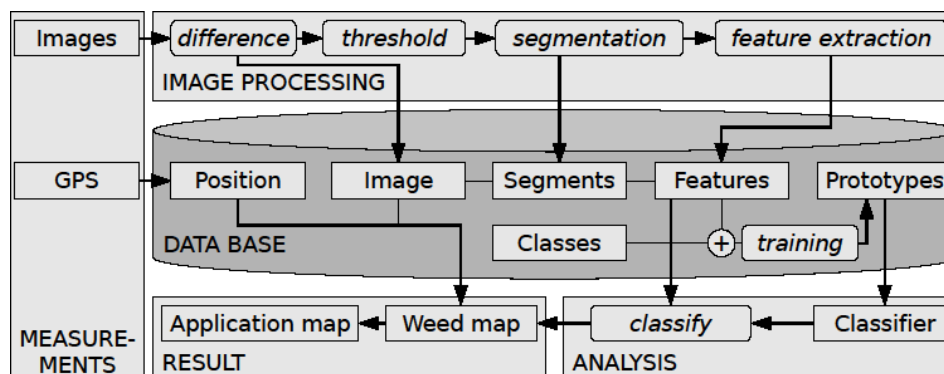 Images
difference
threshold
segmentation
feature extraction
IMAGE PROCESSING
GPS
Position
Image
Segments
Features
Prototypes
DATA BASE
Classes
+
training
Application map
Weed map
classify
Classifier
MEASURE-
MENTS
RESULT
ANALYSIS